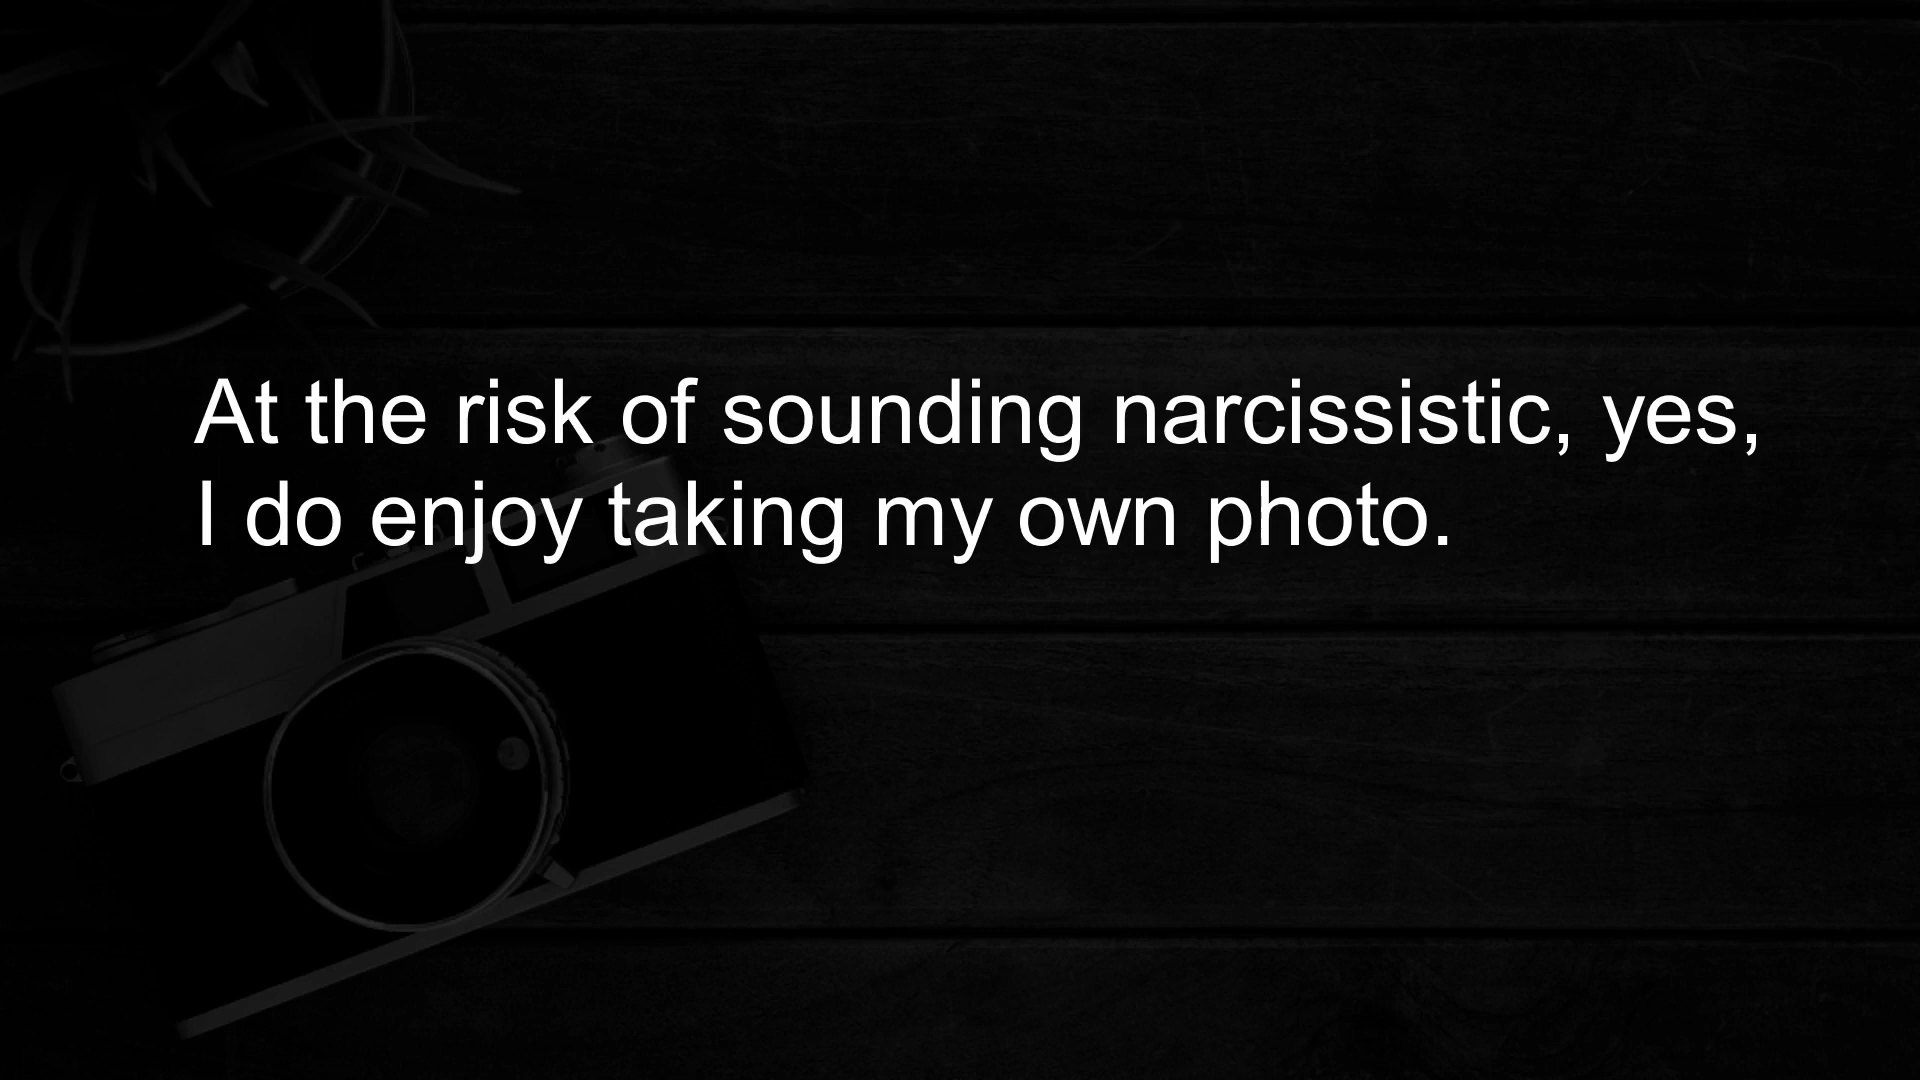 At the risk of sounding narcissistic, yes,
I do enjoy taking my own photo.